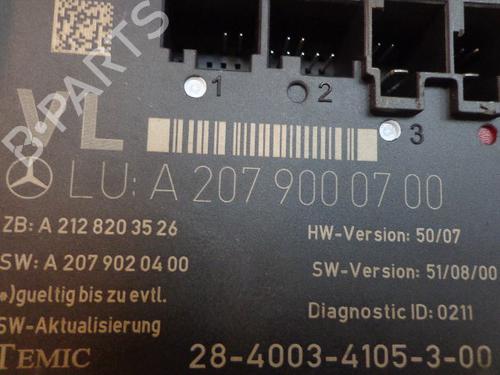 1
2
3
VL
B-PARTS
LU: A 207 900 07 00
ZB: A 212 820 35 26
HW-Version: 50/07
SW: A 207 902 04 00
SW-Version: 51/08/00
*)gueltig bis zu evtl.
Diagnostic ID: 0211
SW-Aktualisierung
TEMIC
28-4003-4105-3-00